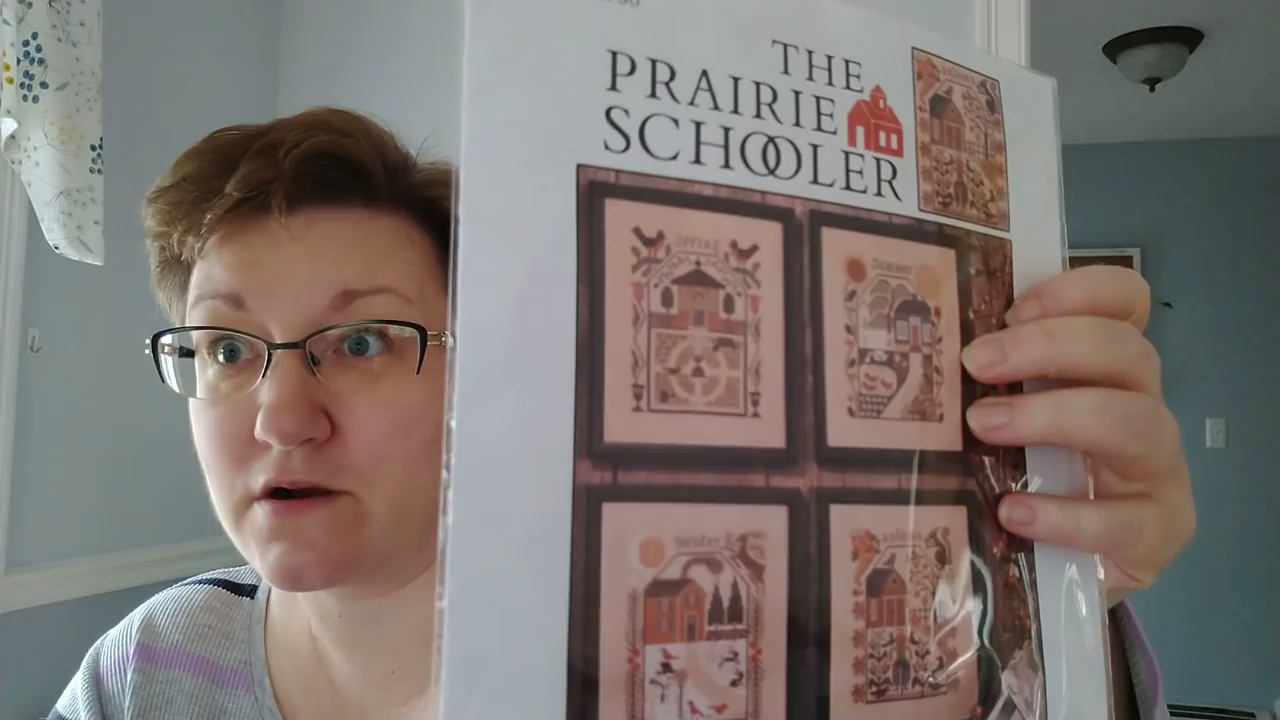 THE
PRAIRIE
SCHOOLER
Spring
Summer
Winter
Autumn